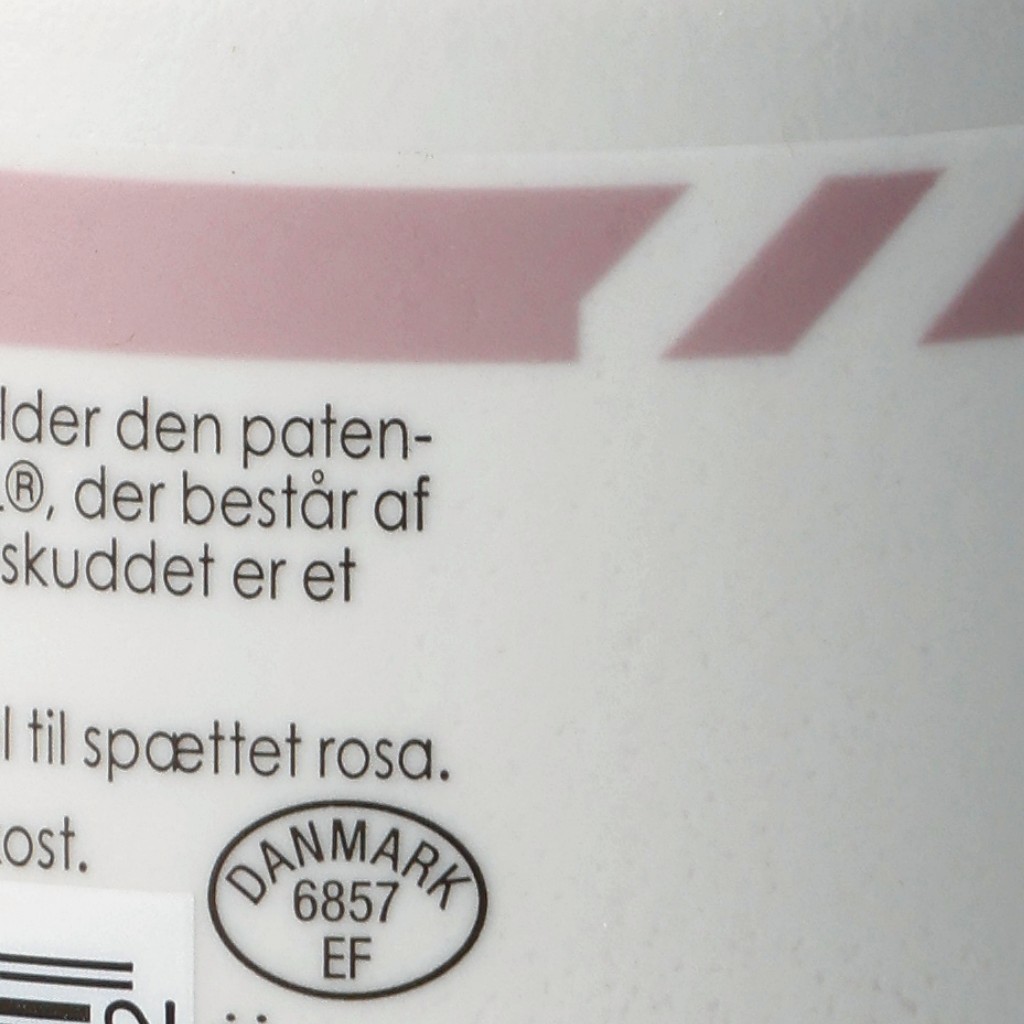 lder den paten-
®, der består af
skuddet er et
l til spættet rosa.
ost.
DANMARK
6857
EF